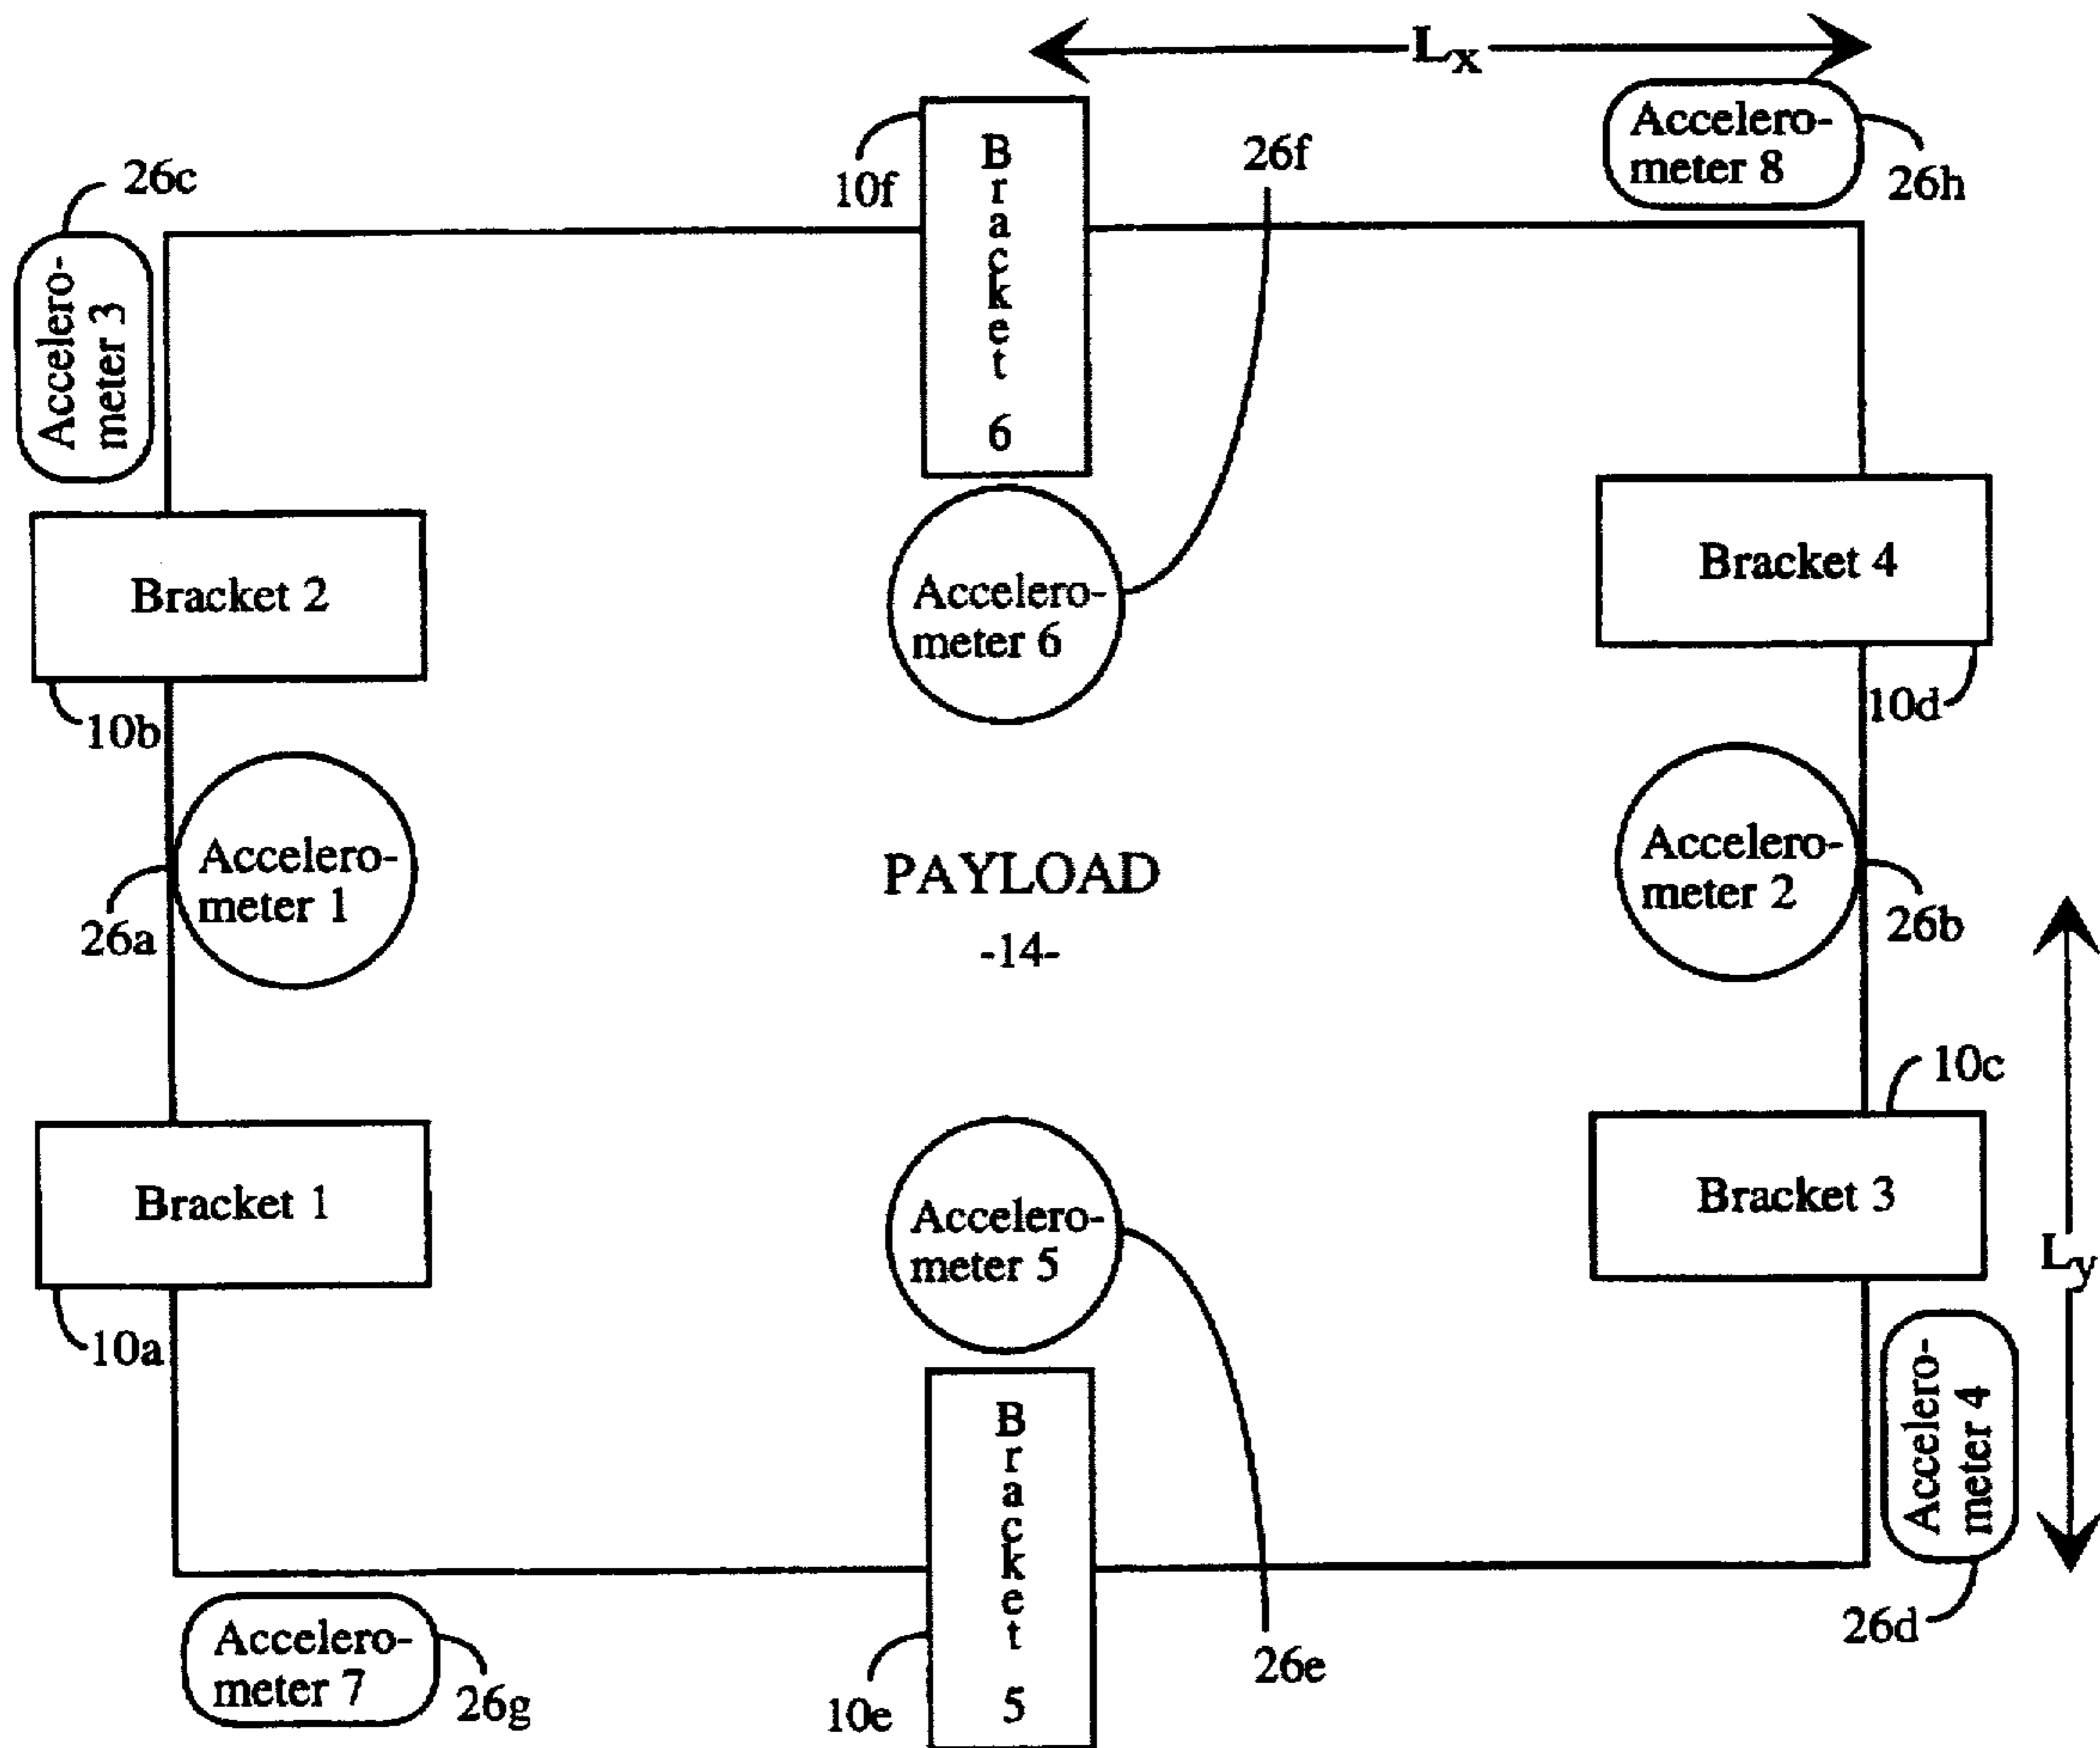 Lx
Accelero-
meter 8
26h
10f
Bracket 6
26f
26c
Accelero-
meter 3
Bracket 2
10b
Accelero-
meter 6
Bracket 4
10d
Accelero-
meter 1
26a
PAYLOAD
-14-
Accelero-
meter 2
26b
10c
Bracket 1
10a
Accelero-
meter 5
Bracket 3
Ly
Accelero-
meter 4
26d
Accelero-
meter 7
26g
10e
Bracket 5
26e